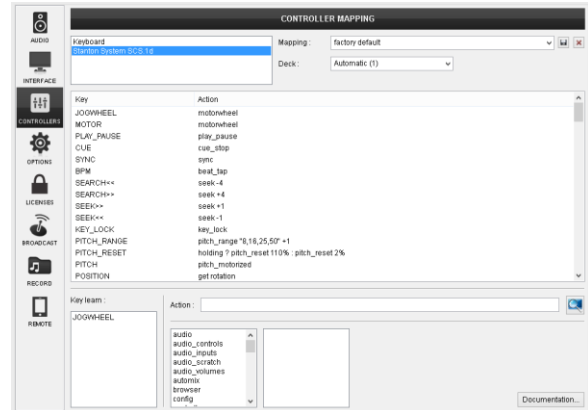 CONTROLLER MAPPING
AUDIO
INTERFACE
CONTROLLERS
OPTIONS
LICENSES
BROADCAST
RECORD
REMOTE
Keyboard
Stanton System SCS.1d
Mapping : factory default
Deck : Automatic (1)
Key Action
JOGWHEEL motorwheel
MOTOR motorwheel
PLAY_PAUSE play_pause
CUE cue_stop
SYNC sync
BPM beat_tap
SEARCH<< seek -4
SEARCH>> seek +4
SEEK>> seek +1
SEEK<< seek -1
KEY_LOCK key_lock
PITCH_RANGE pitch_range "8,16,25,50" +1
PITCH_RESET holding ? pitch_reset 110% : pitch_reset 2%
PITCH pitch_motorized
POSITION get rotation
Key learn :
JOGWHEEL
Action :
audio
audio_controls
audio_inputs
audio_scratch
audio_volumes
automix
browser
config
Documentation...